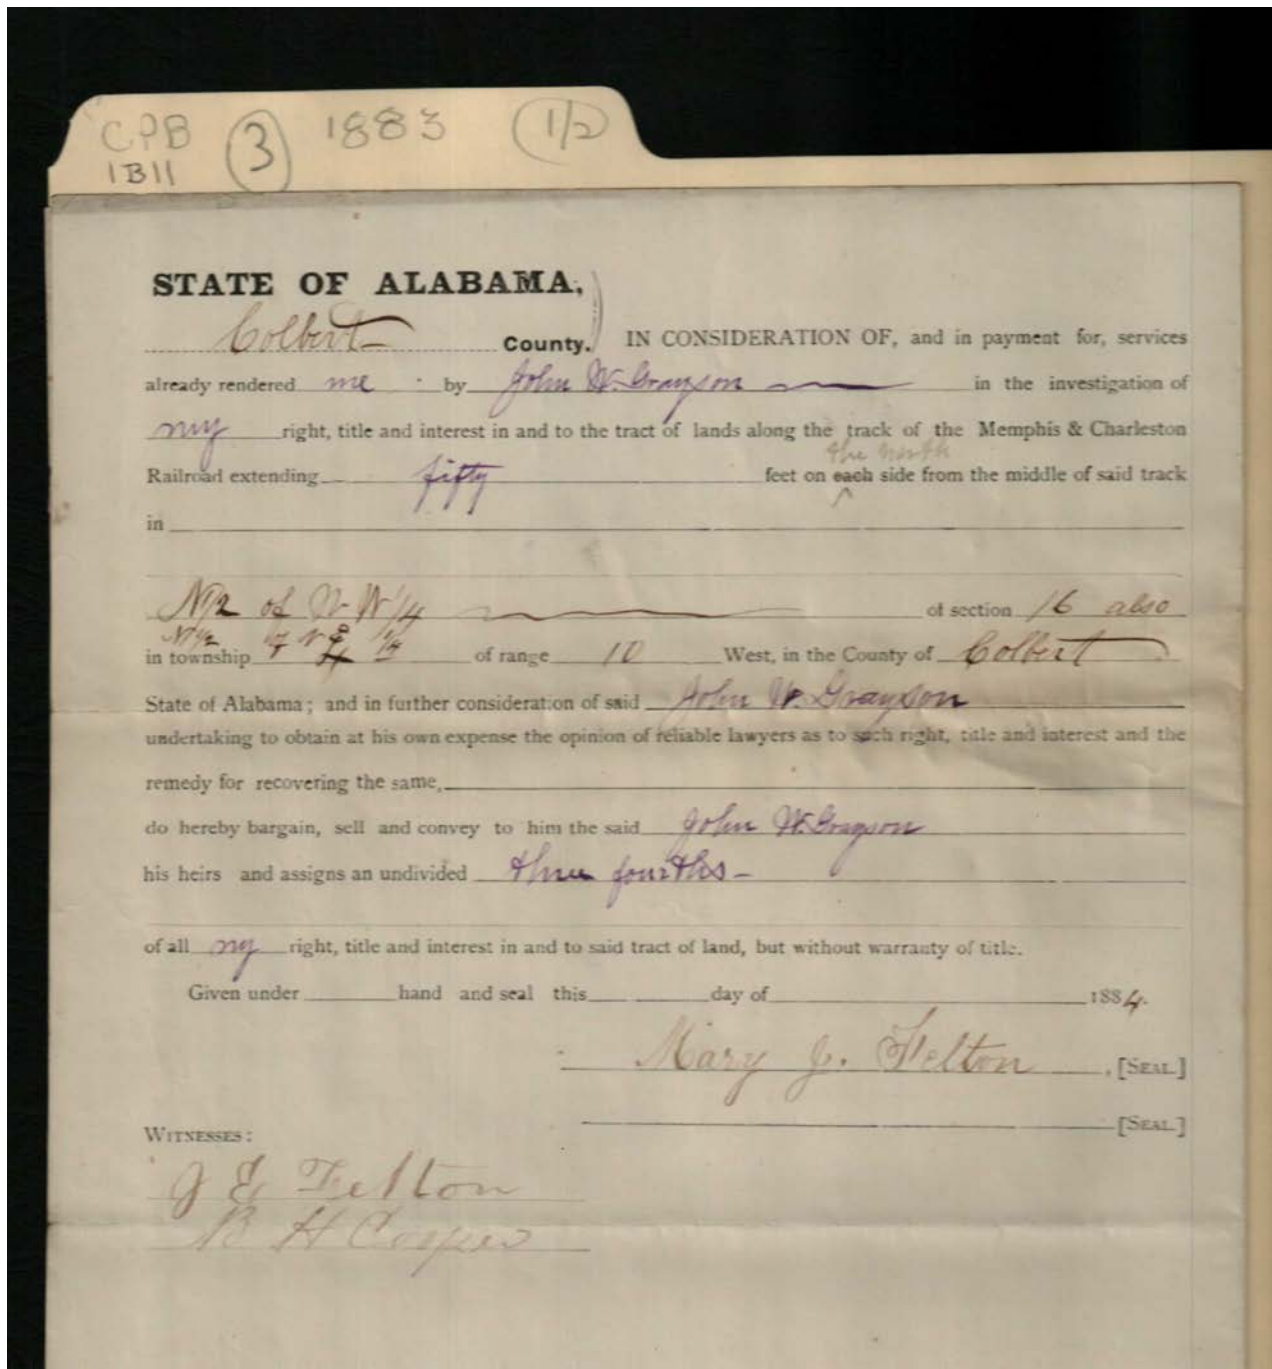 CPB 3 1883 1/2
1B11
STATE OF ALABAMA,
Colbert County. IN CONSIDERATION OF, and in payment for, services
already rendered me by John W. Grayson in the investigation of
my right, title and interest in and to the tract of lands along the track of the Memphis & Charleston
the north
Railroad extending fifty feet on each side from the middle of said track
in
N1/2 of N W 1/4 of section 16 also
N 1/2 of N E 1/4
in township 4 of range 10 West, in the County of Colbert
State of Alabama; and in further consideration of said John W. Grayson
undertaking to obtain at his own expense the opinion of reliable lawyers as to such right, title and interest and the
remedy for recovering the same,
do hereby bargain, sell and convey to him the said John W. Grayson
his heirs and assigns an undivided three fourths-
of all my right, title and interest in and to said tract of land, but without warranty of title.
Given under hand and seal this day of 1884.
Mary J. Felton, [SEAL.]
[SEAL.]
WITNESSES:
J E Felton
B H Cooper